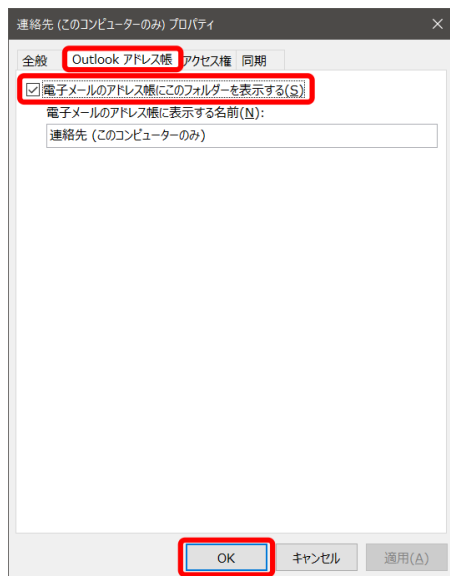 連絡先 (このコンピューターのみ) プロパティ
全般 Outlook アドレス帳 アクセス権 同期
電子メールのアドレス帳にこのフォルダーを表示する(S)
電子メールのアドレス帳に表示する名前(N):
連絡先 (このコンピューターのみ)
OK キャンセル 適用(A)